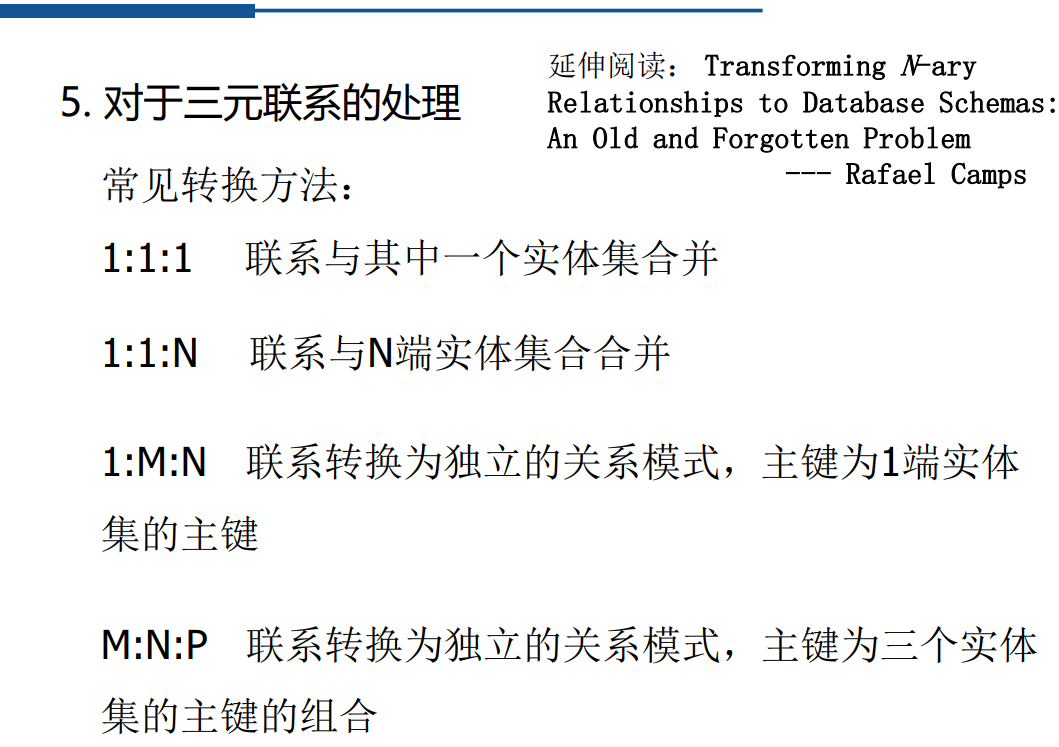 延伸阅读： Transforming N-ary
Relationships to Database Schemas:
An Old and Forgotten Problem
--- Rafael Camps
5. 对于三元联系的处理
常见转换方法：
1:1:1 联系与其中一个实体集合并
1:1:N 联系与N端实体集合合并
1:M:N 联系转换为独立的关系模式，主键为1端实体
集的主键
M:N:P 联系转换为独立的关系模式，主键为三个实体
集的主键的组合